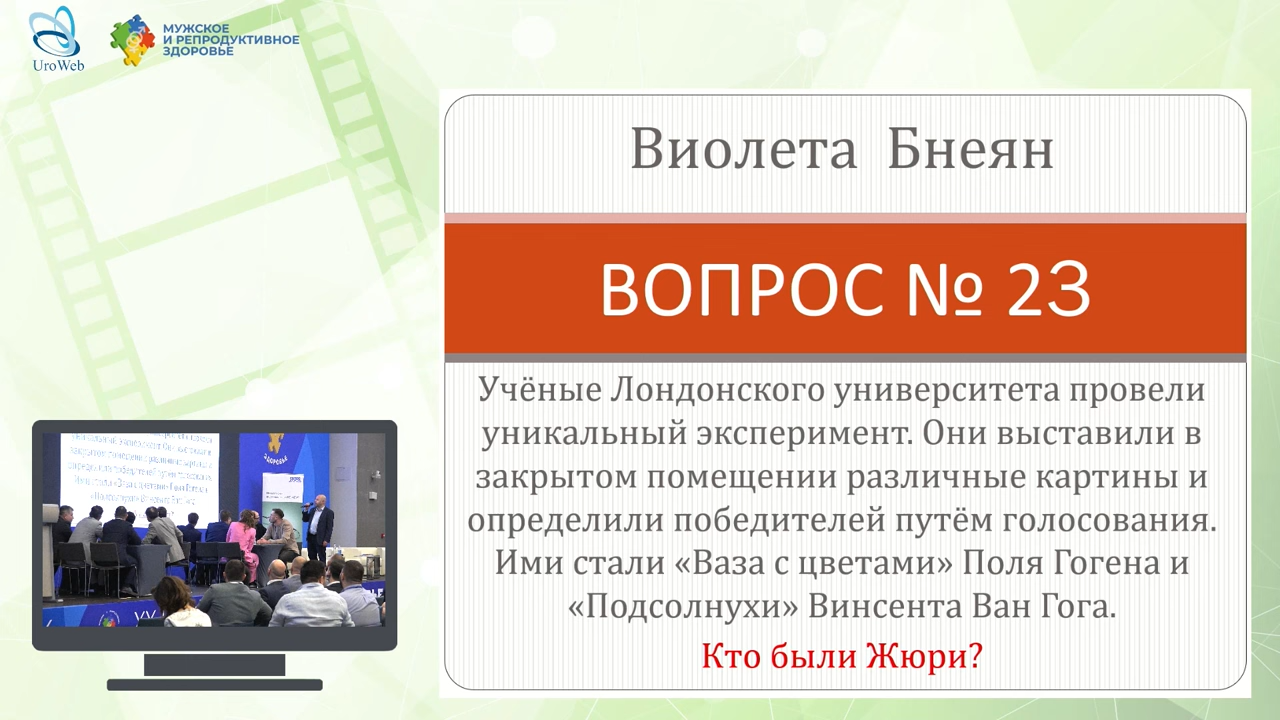 UroWeb
МУЖСКОЕ
И РЕПРОДУКТИВНОЕ
ЗДОРОВЬЕ
Виолета Бнеян
ВОПРОС № 23
Учёные Лондонского университета провели
уникальный эксперимент. Они выставили в
закрытом помещении различные картины и
определили победителей путём голосования.
Ими стали «Ваза с цветами» Поля Гогена и
«Подсолнухи» Винсента Ван Гога.
Кто были Жюри?
ЗДОРОВЬЕ